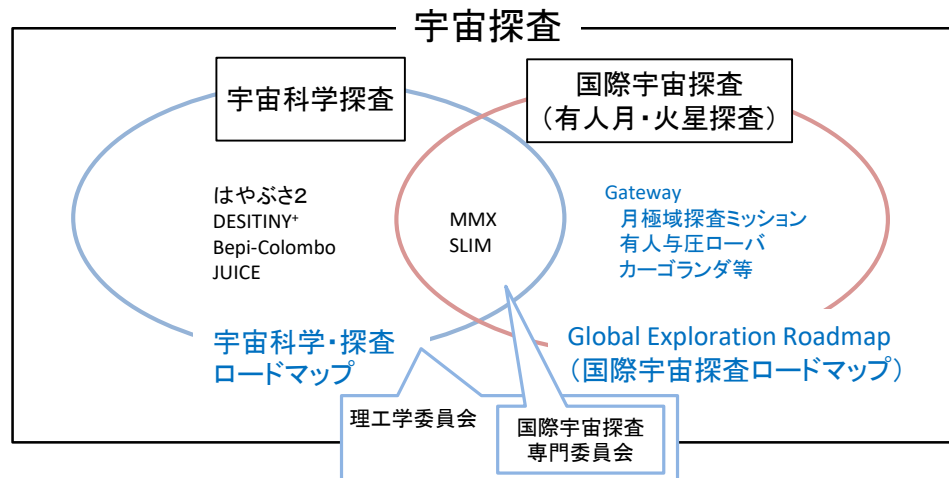 宇宙探査
宇宙科学探査
国際宇宙探査
（有人月・火星探査）
はやぶさ２
DESITINY⁺
Bepi-Colombo
JUICE
MMX
SLIM
Gateway
月極域探査ミッション
有人与圧ローバ
カーゴランダ等
宇宙科学・探査
ロードマップ
Global Exploration Roadmap
（国際宇宙探査ロードマップ）
理工学委員会
国際宇宙探査
専門委員会